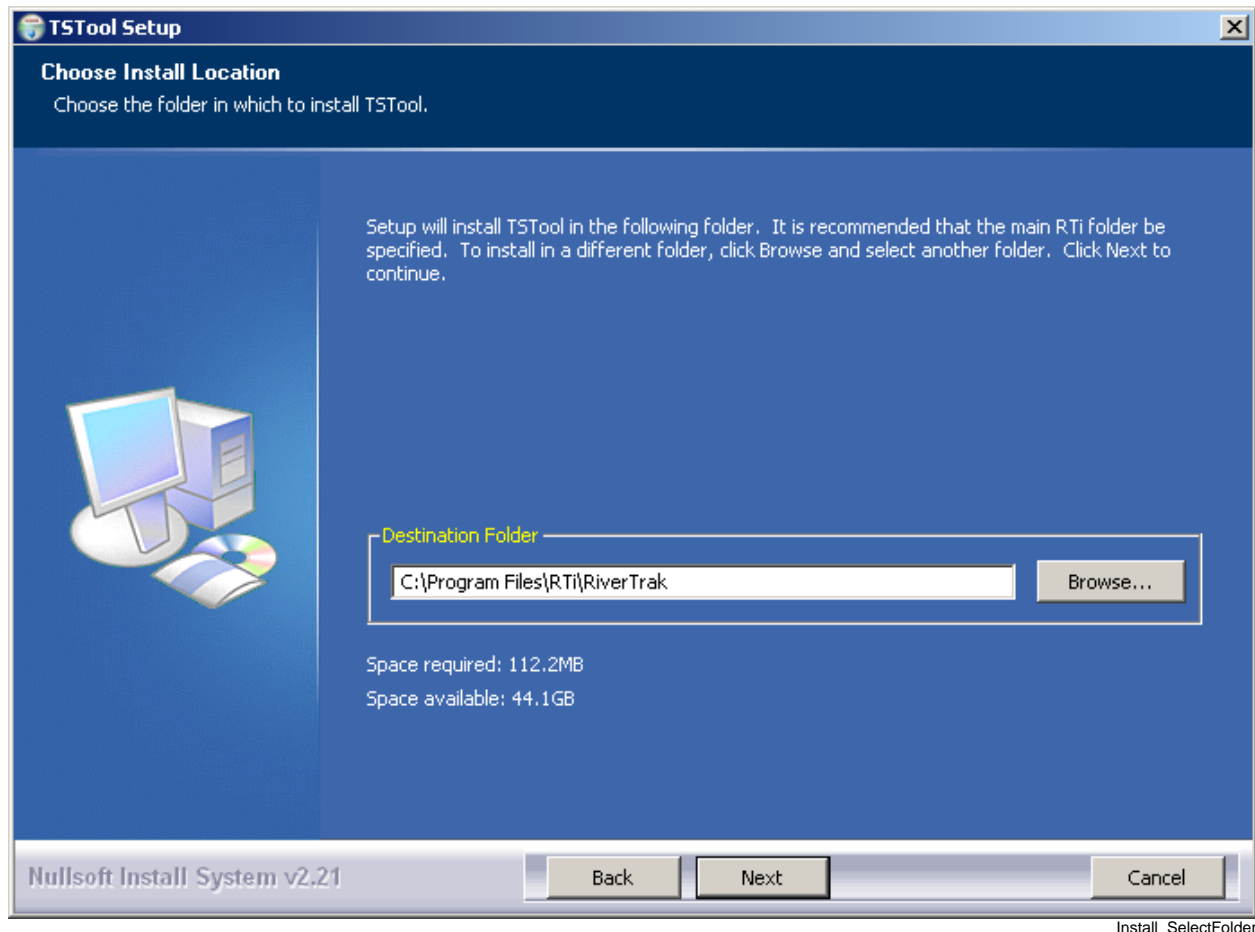 TSTool Setup
Choose Install Location
Choose the folder in which to install TSTool.
Setup will install TSTool in the following folder. It is recommended that the main RTi folder be
specified. To install in a different folder, click Browse and select another folder. Click Next to
continue.
Destination Folder
C:\Program Files\RTi\RiverTrak
Browse...
Space required: 112.2MB
Space available: 44.1GB
Nullsoft Install System v2.21
Back
Next
Cancel
Install_SelectFolder